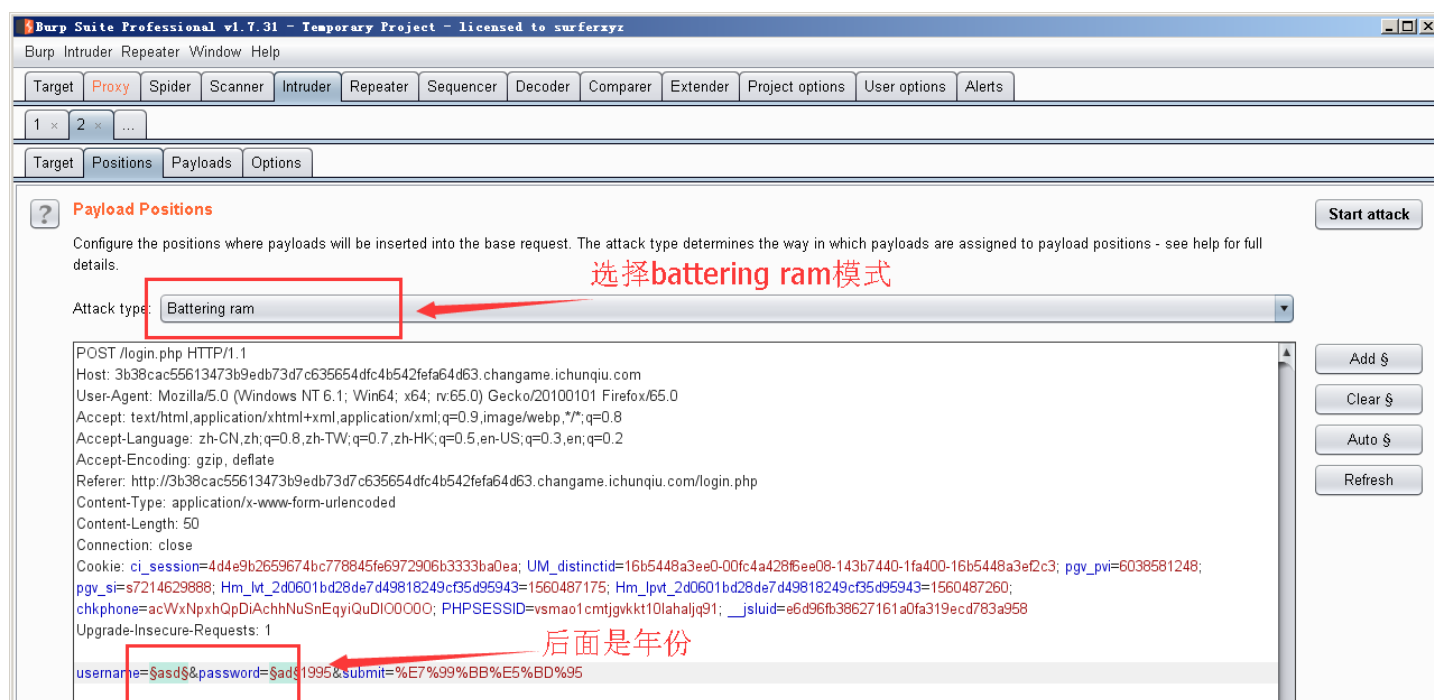 Burp Suite Professional v1.7.31 - Temporary Project - licensed to surferxyz
Burp Intruder Repeater Window Help
Target Proxy Spider Scanner Intruder Repeater Sequencer Decoder Comparer Extender Project options User options Alerts
1 × 2 × ...
Target Positions Payloads Options
? Payload Positions
Start attack
Configure the positions where payloads will be inserted into the base request. The attack type determines the way in which payloads are assigned to payload positions - see help for full
details.
选择battering ram模式
Attack type: Battering ram
POST /login.php HTTP/1.1
Add §
Host: 3b38cac55613473b9edb73d7c635654dfc4b542fefa64d63.changame.ichunqiu.com
User-Agent: Mozilla/5.0 (Windows NT 6.1; Win64; x64; rv:65.0) Gecko/20100101 Firefox/65.0
Clear §
Accept: text/html,application/xhtml+xml,application/xml;q=0.9,image/webp,*/*;q=0.8
Accept-Language: zh-CN,zh;q=0.8,zh-TW;q=0.7,zh-HK;q=0.5,en-US;q=0.3,en;q=0.2
Auto §
Accept-Encoding: gzip, deflate
Referer: http://3b38cac55613473b9edb73d7c635654dfc4b542fefa64d63.changame.ichunqiu.com/login.php
Refresh
Content-Type: application/x-www-form-urlencoded
Content-Length: 50
Connection: close
Cookie: ci_session=4d4e9b2659674bc778845fe6972906b3333ba0ea; UM_distinctid=16b5448a3ee0-00fc4a428f6ee08-143b7440-1fa400-16b5448a3ef2c3; pgv_pvi=6038581248;
pgv_si=s7214629888; Hm_lvt_2d0601bd28de7d49818249cf35d95943=1560487175; Hm_lpvt_2d0601bd28de7d49818249cf35d95943=1560487260;
chkphone=acWxNpxhQpDiAchhNuSnEqyiQuDIO0O0O; PHPSESSID=vsmao1cmtjgvkkt10lahaljq91; __jsluid=e6d96fb38627161a0fa319ecd783a958
Upgrade-Insecure-Requests: 1
后面是年份
username=§asd§&password=§ad§1995&submit=%E7%99%BB%E5%BD%95